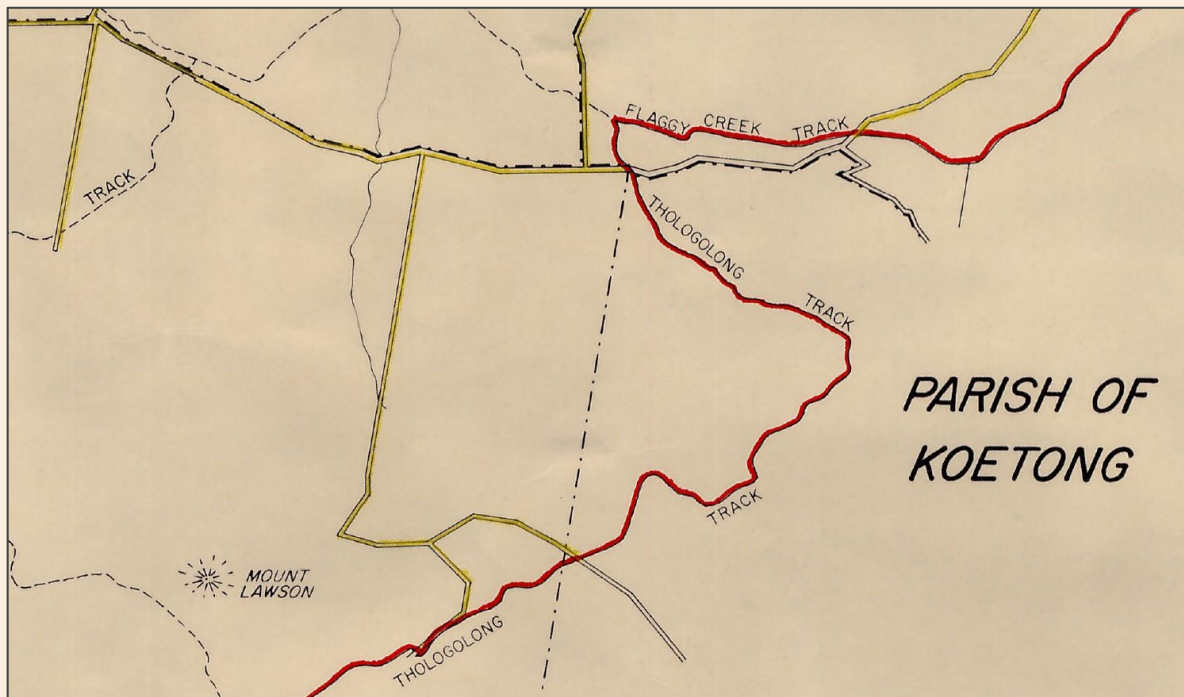 FLAGGY CREEK TRACK
TRACK
THOLOGOLONG
TRACK
PARISH OF
KOETONG
TRACK
MOUNT
LAWSON
THOLOGOLONG